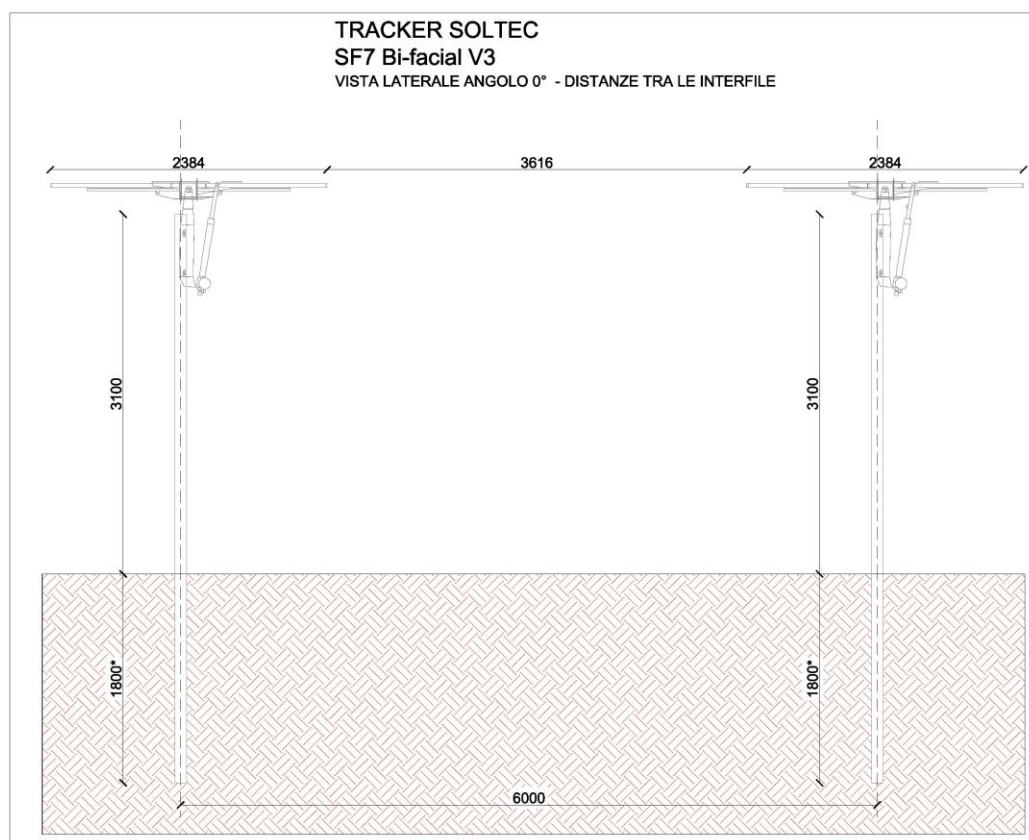 TRACKER SOLTEC
SF7 Bi-facial V3
VISTA LATERALE ANGOLO 0° - DISTANZE TRA LE INTERFILE
2384
3616
2384
3100
3100
1800*
1800*
6000